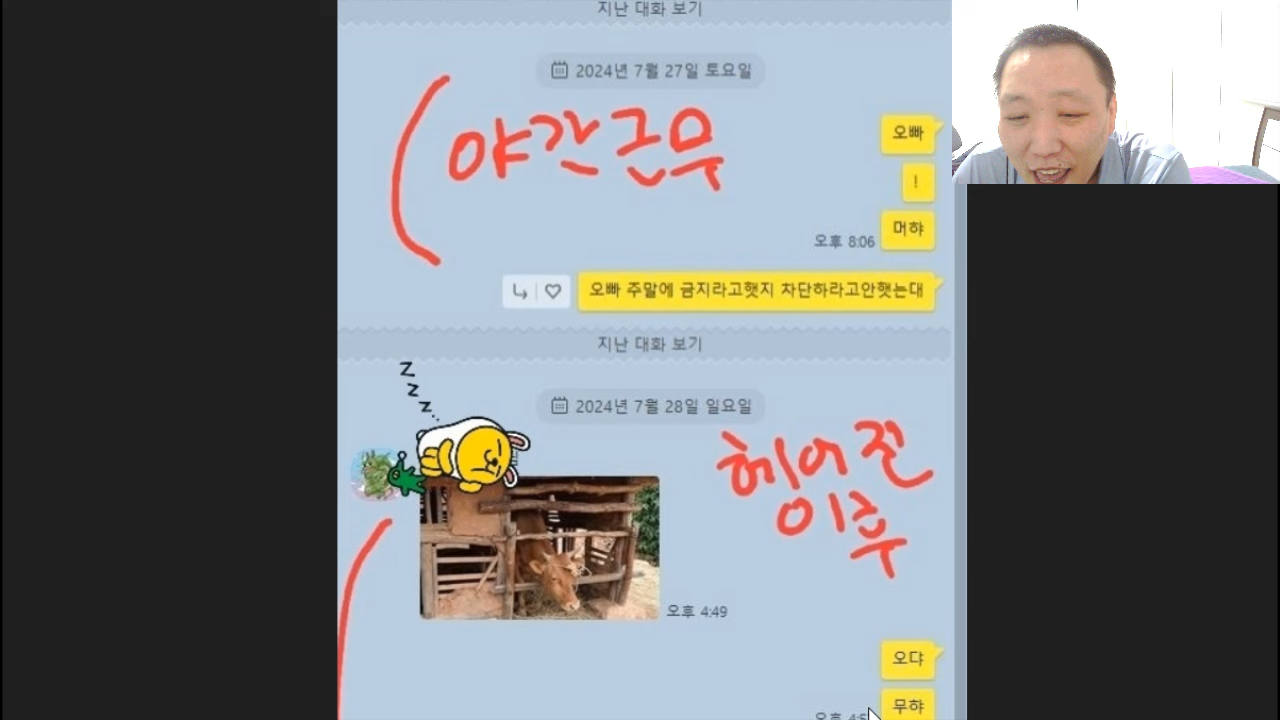 지난 대화 보기
2024년 7월 27일 토요일
야간근무
오빠
!
머햐
오후 8:06
오빠 주말에 금지라고햇지 차단하라고안햇는대
지난 대화 보기
z
z
z...
2024년 7월 28일 일요일
헤어진
이후
오후 4:49
오댜
무햐